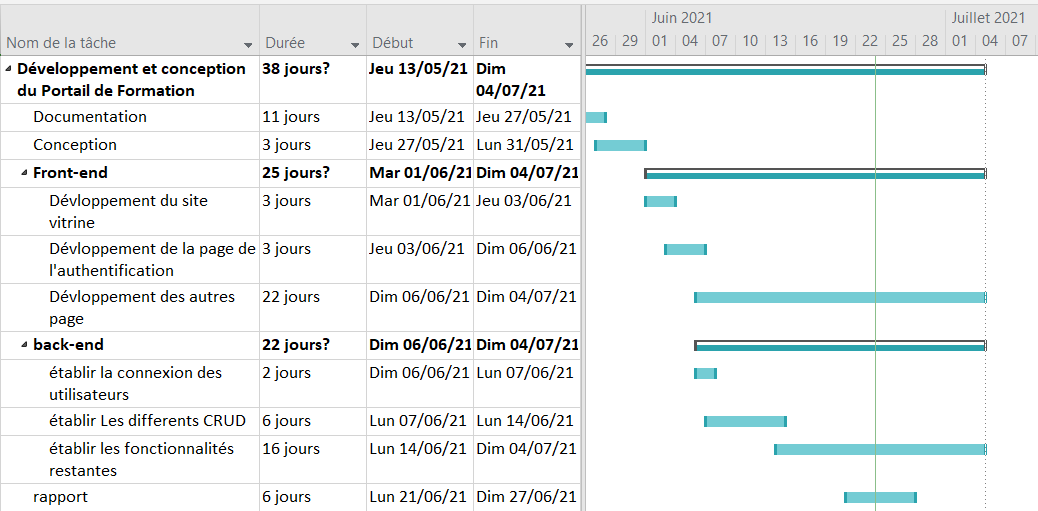 Juin 2021 Juillet 2021
Nom de la tâche Durée Début Fin 26 29 01 04 07 10 13 16 19 22 25 28 01 04 07
Développement et conception 38 jours? Jeu 13/05/21 Dim
du Portail de Formation 04/07/21
Documentation 11 jours Jeu 13/05/21 Jeu 27/05/21
Conception 3 jours Jeu 27/05/21 Lun 31/05/21
Front-end 25 jours? Mar 01/06/21 Dim 04/07/21
Dévloppement du site 3 jours Mar 01/06/21 Jeu 03/06/21
vitrine
Dévloppement de la page de 3 jours Jeu 03/06/21 Dim 06/06/21
l'authentification
Dévloppement des autres 22 jours Dim 06/06/21 Dim 04/07/21
page
back-end 22 jours? Dim 06/06/21 Dim 04/07/21
établir la connexion des 2 jours Dim 06/06/21 Lun 07/06/21
utilisateurs
établir Les differents CRUD 6 jours Lun 07/06/21 Lun 14/06/21
établir les fonctionnalités 16 jours Lun 14/06/21 Dim 04/07/21
restantes
rapport 6 jours Lun 21/06/21 Dim 27/06/21